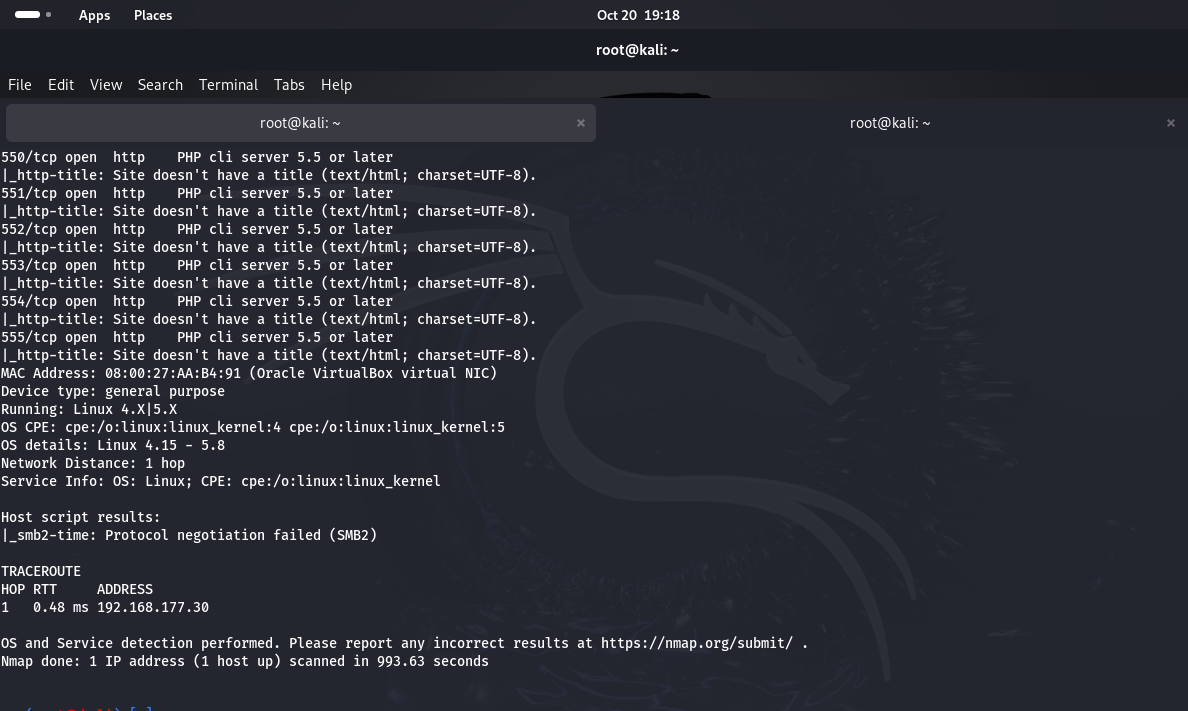 Apps Places Oct 20 19:18
root@kali: ~
File Edit View Search Terminal Tabs Help
root@kali: ~ × root@kali: ~ ×
550/tcp open  http    PHP cli server 5.5 or later
|_http-title: Site doesn't have a title (text/html; charset=UTF-8).
551/tcp open  http    PHP cli server 5.5 or later
|_http-title: Site doesn't have a title (text/html; charset=UTF-8).
552/tcp open  http    PHP cli server 5.5 or later
|_http-title: Site doesn't have a title (text/html; charset=UTF-8).
553/tcp open  http    PHP cli server 5.5 or later
|_http-title: Site doesn't have a title (text/html; charset=UTF-8).
554/tcp open  http    PHP cli server 5.5 or later
|_http-title: Site doesn't have a title (text/html; charset=UTF-8).
555/tcp open  http    PHP cli server 5.5 or later
|_http-title: Site doesn't have a title (text/html; charset=UTF-8).
MAC Address: 08:00:27:AA:B4:91 (Oracle VirtualBox virtual NIC)
Device type: general purpose
Running: Linux 4.X|5.X
OS CPE: cpe:/o:linux:linux_kernel:4 cpe:/o:linux:linux_kernel:5
OS details: Linux 4.15 - 5.8
Network Distance: 1 hop
Service Info: OS: Linux; CPE: cpe:/o:linux:linux_kernel
Host script results:
|_smb2-time: Protocol negotiation failed (SMB2)
TRACEROUTE
HOP RTT     ADDRESS
1   0.48 ms 192.168.177.30
OS and Service detection performed. Please report any incorrect results at https://nmap.org/submit/ .
Nmap done: 1 IP address (1 host up) scanned in 993.63 seconds